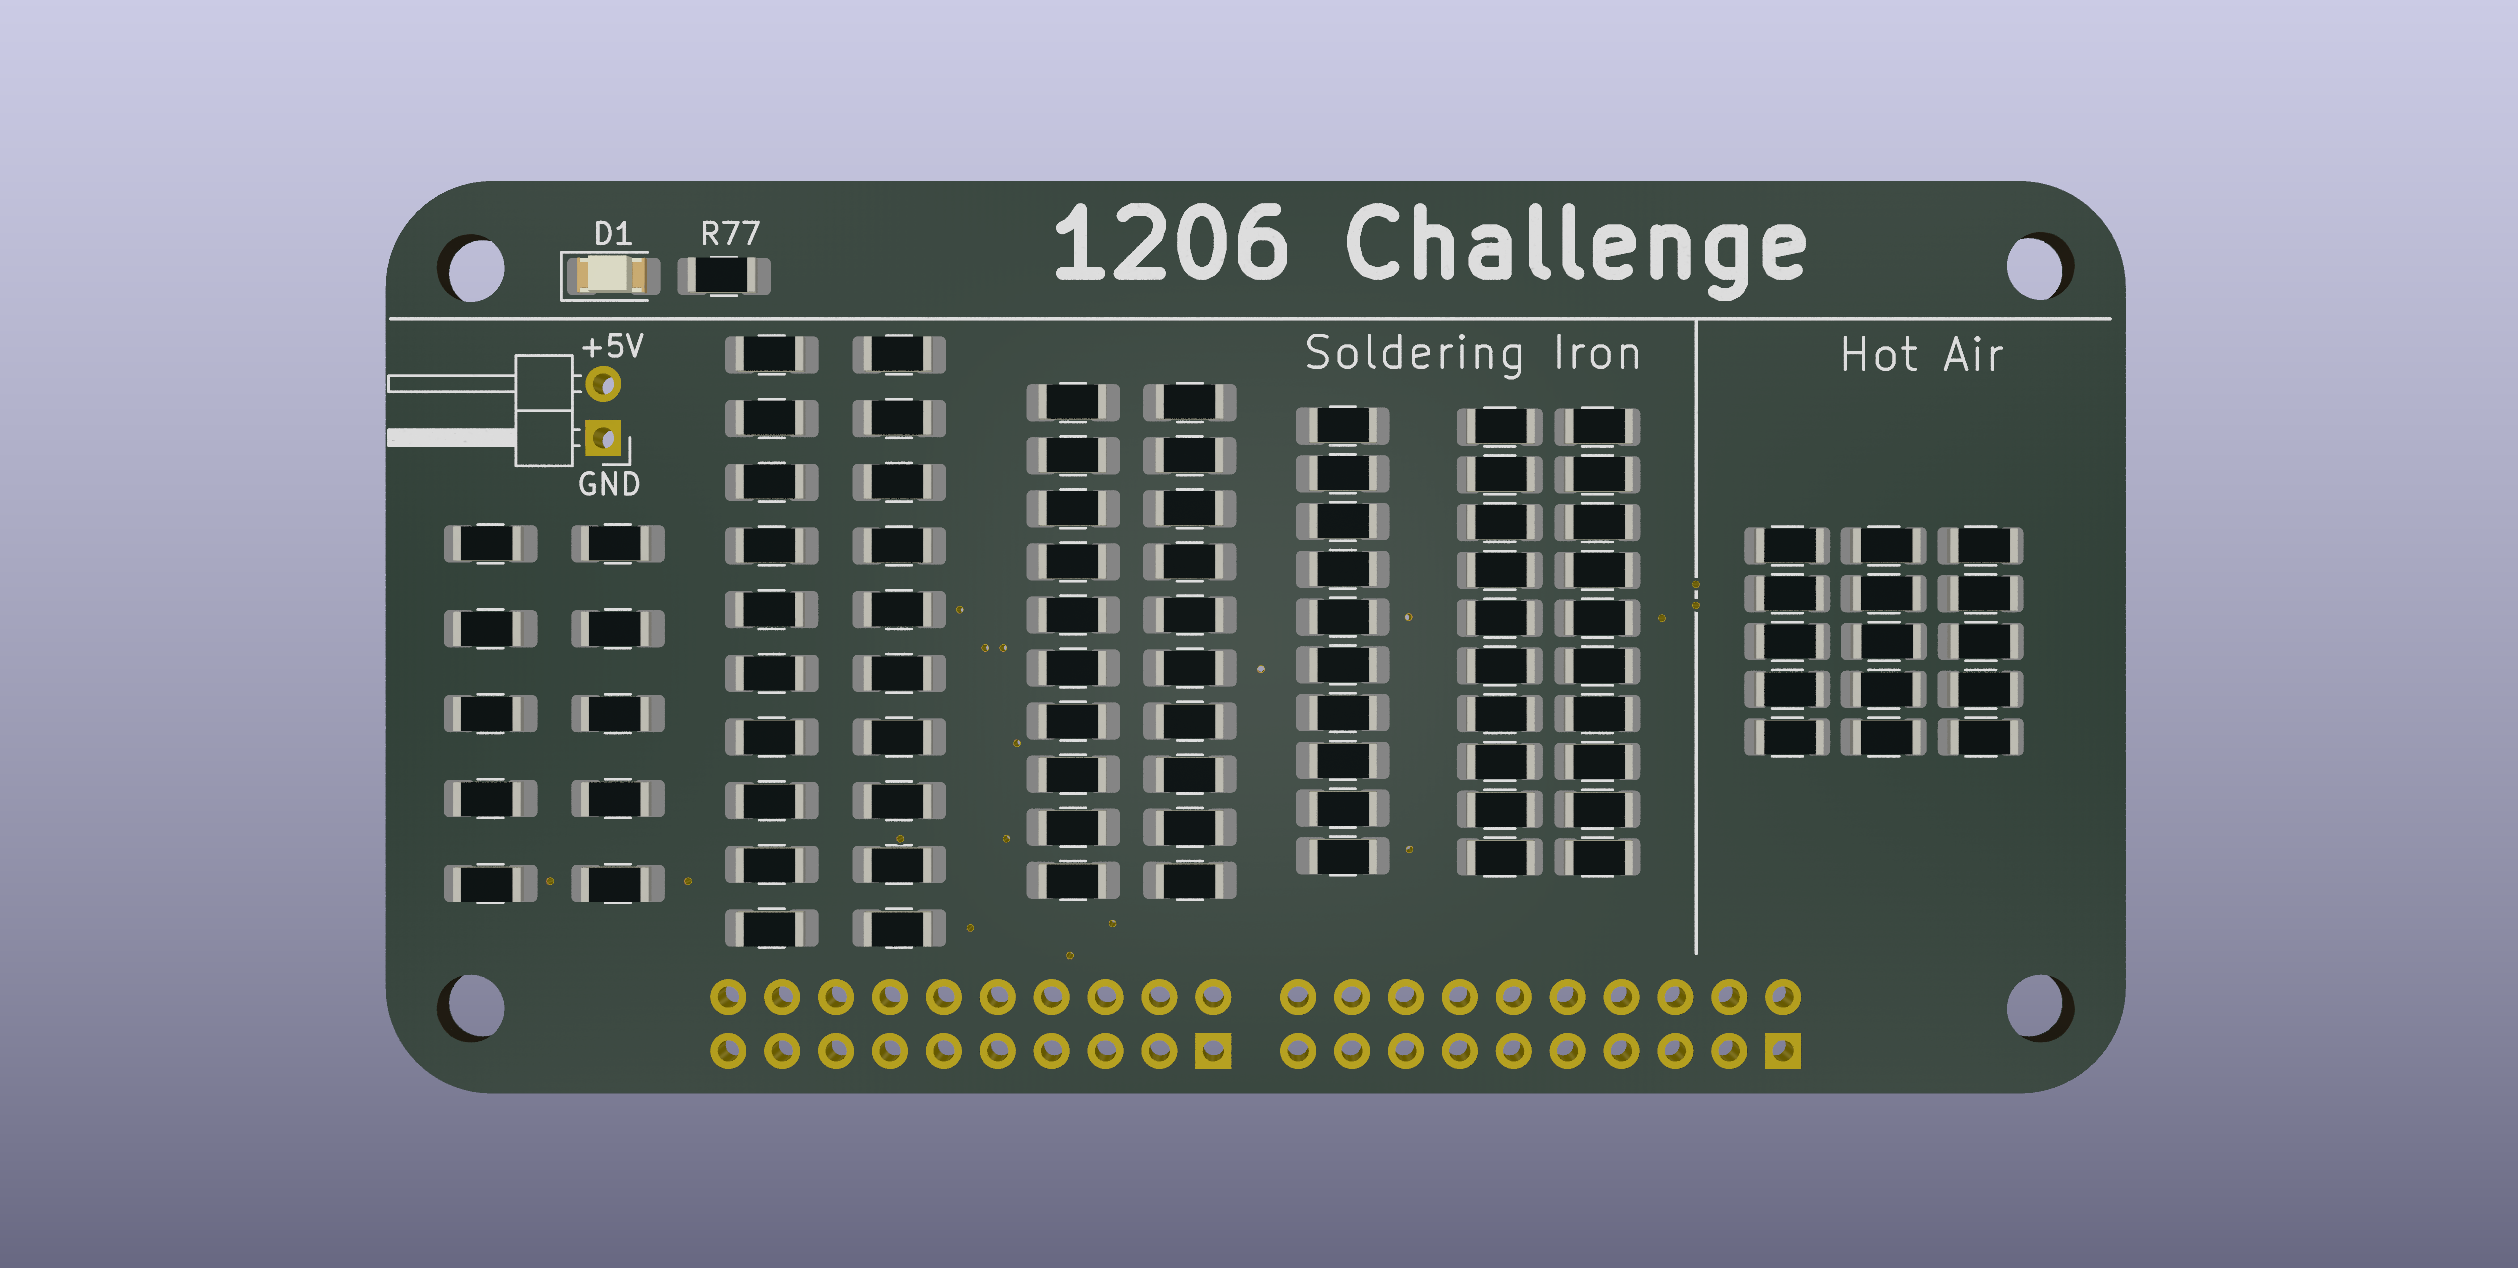 1206 Challenge
D1
R77
+5V
GND
Soldering Iron
Hot Air